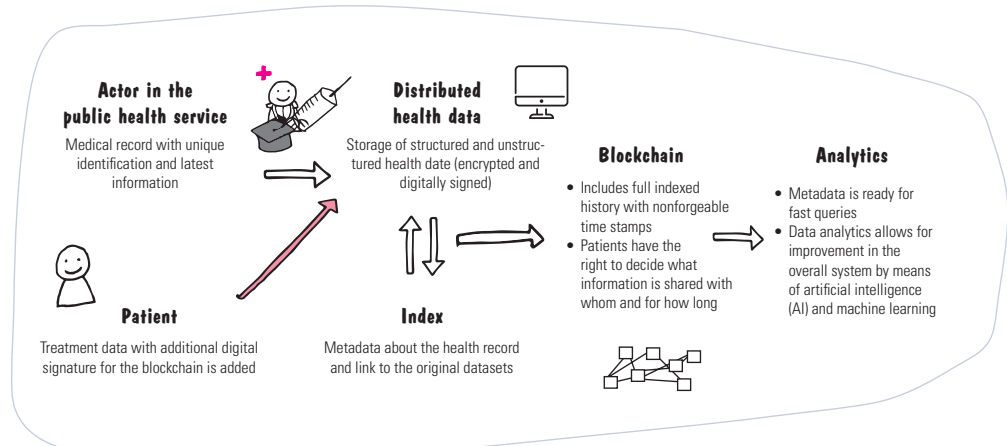 Actor in the
public health service
Medical record with unique
identification and latest
information
Distributed
health data
Storage of structured and unstruc-
tured health date (encrypted and
digitally signed)
Patient
Treatment data with additional digital
signature for the blockchain is added
Index
Metadata about the health record
and link to the original datasets
Blockchain
• Includes full indexed
history with nonforgeable
time stamps
• Patients have the
right to decide what
information is shared with
whom and for how long
Analytics
• Metadata is ready for
fast queries
• Data analytics allows for
improvement in the
overall system by means
of artificial intelligence
(AI) and machine learning